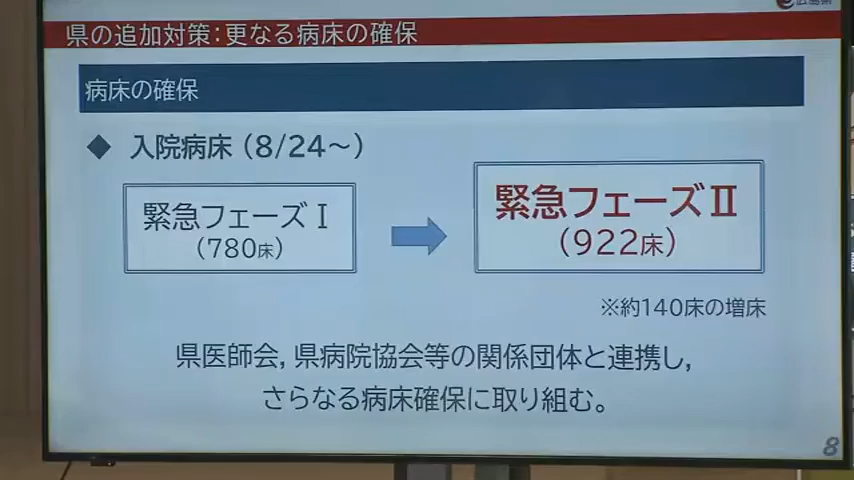 広島県
県の追加対策：更なる病床の確保
病床の確保
◆ 入院病床（8/24～）
緊急フェーズⅠ
（780床）
緊急フェーズⅡ
（922床）
※約140床の増床
県医師会，県病院協会等の関係団体と連携し，
さらなる病床確保に取り組む。
8